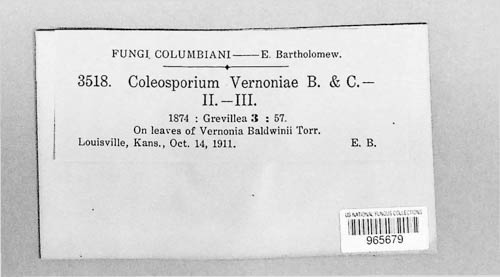 FUNGI COLUMBIANI——E. Bartholomew.
3518. Coleosporium Vernoniae B. & C.—
II.—III.
1874 : Grevillea 3 : 57.
On leaves of Vernonia Baldwinii Torr.
Louisville, Kans., Oct. 14, 1911. E. B.
US NATIONAL FUNGUS COLLECTIONS
965679